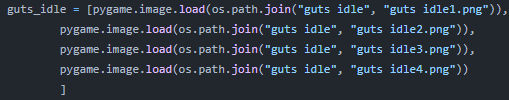 guts_idle = [pygame.image.load(os.path.join("guts idle", "guts idle1.png")),
pygame.image.load(os.path.join("guts idle", "guts idle2.png")),
pygame.image.load(os.path.join("guts idle", "guts idle3.png")),
pygame.image.load(os.path.join("guts idle", "guts idle4.png"))
]